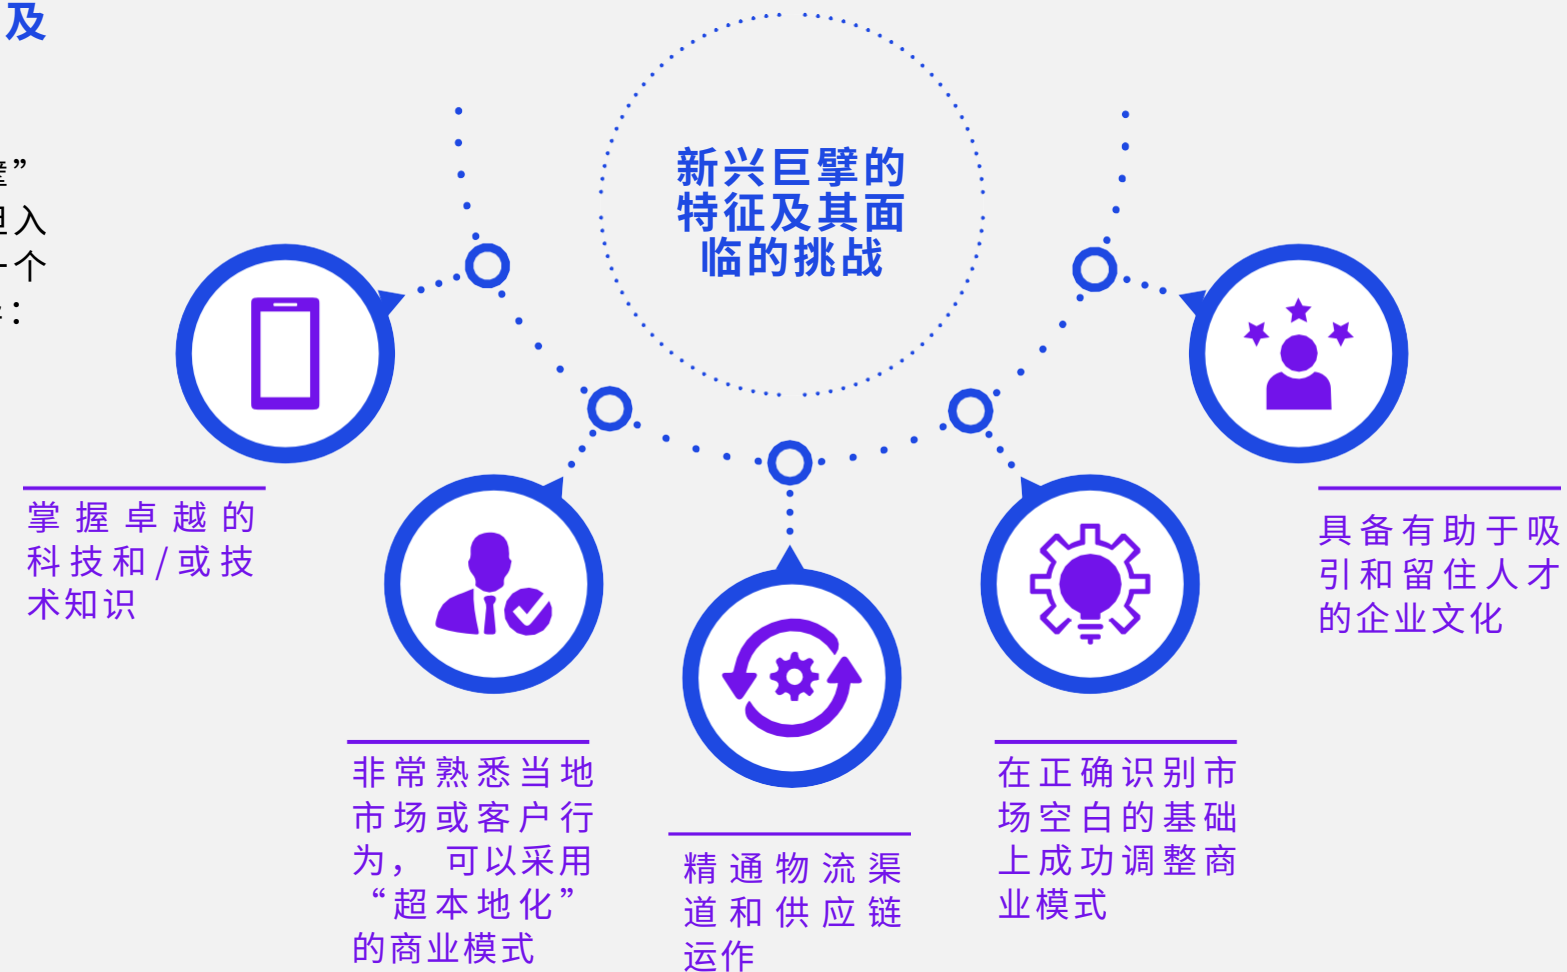 及
擘”
但入
一个
：
新兴巨擘的
特征及其面
临的挑战
掌握卓越的
科技和/或技
术知识
非常熟悉当地
市场或客户行
为， 可以采用
“超本地化”
的商业模式
精通物流渠
道和供应链
运作
在正确识别市
场空白的基础
上成功调整商
业模式
具备有助于吸
引和留住人才
的企业文化